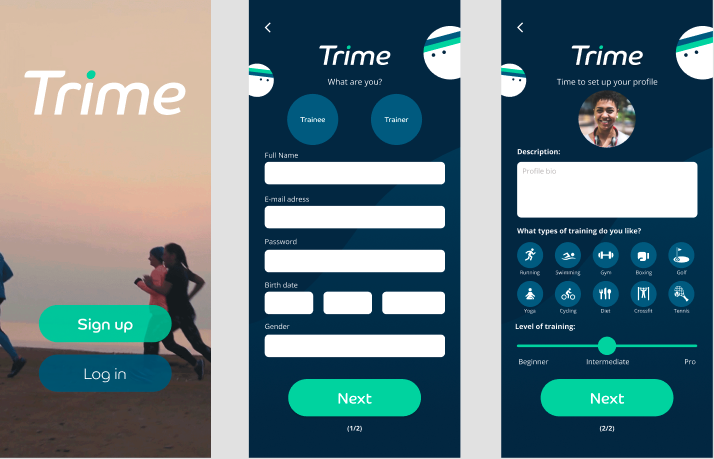 Trime
Sign up
Log in
Trime
What are you?
Trainee Trainer
Full Name
E-mail adress
Password
Birth date
Gender
Next
(1/2)
Trime
Time to set up your profile
Description:
Profile bio
What types of training do you like?
Running Swimming Gym Boxing Golf
Yoga Cycling Diet Crossfit Tennis
Level of training:
Beginner Intermediate Pro
Next
(2/2)